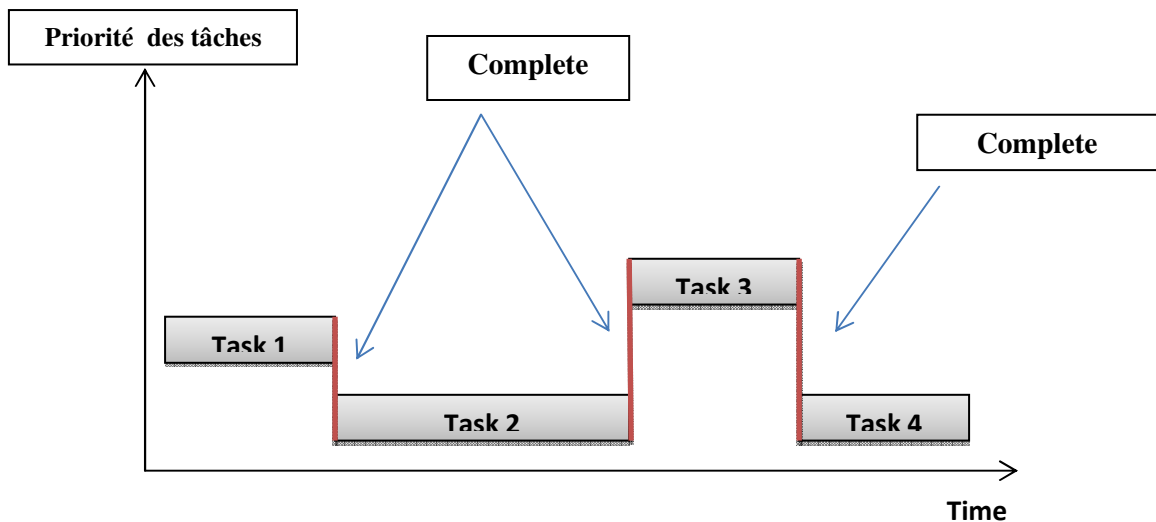 Priorité des tâches
Complete
Complete
Task 3
Task 1
Task 2
Task 4
Time